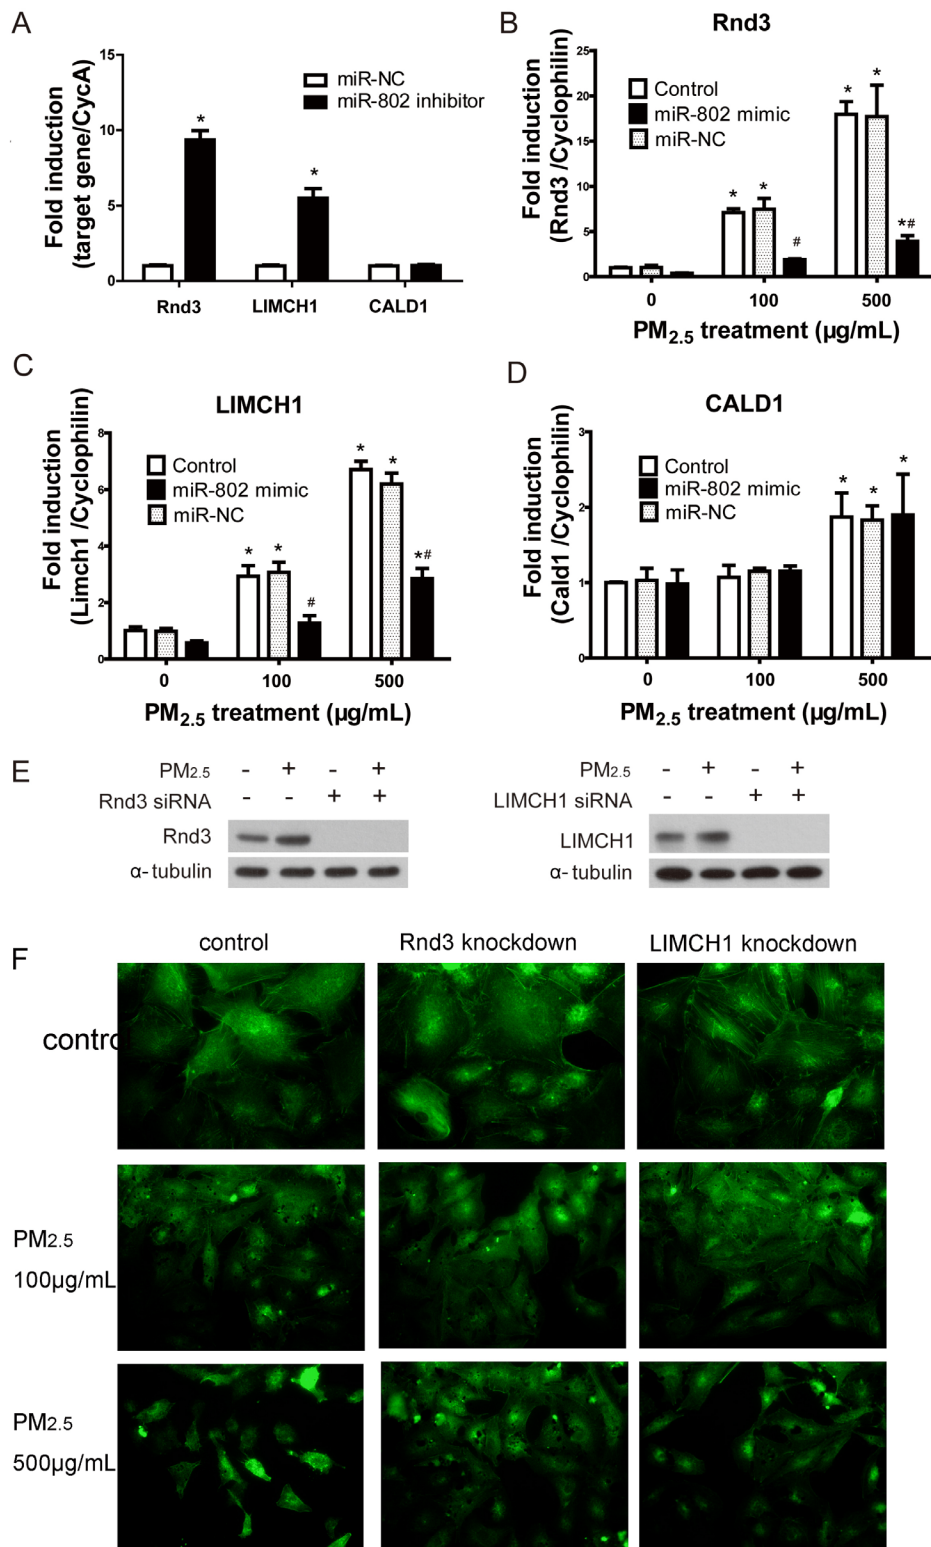 A
Fold induction
(target gene/CycA)
15
10
5
0
miR-NC
miR-802 inhibitor
*
*
Rnd3 LIMCH1 CALD1
B
Rnd3
Fold induction
(Rnd3 /Cyclophilin)
25
20
15
10
5
0
Control
miR-802 mimic
miR-NC
* * #
* * *#
0 100 500
PM2.5 treatment (µg/mL)
C
LIMCH1
Fold induction
(Limch1 /Cyclophilin)
8
6
4
2
0
Control
miR-802 mimic
miR-NC
* * #
* * *#
0 100 500
PM2.5 treatment (µg/mL)
D
CALD1
Fold induction
(Cald1 /Cyclophilin)
3
2
1
0
Control
miR-802 mimic
miR-NC
* * *
0 100 500
PM2.5 treatment (µg/mL)
E
PM2.5 - + - +
Rnd3 siRNA - - + +
Rnd3
α- tubulin
PM2.5 - + - +
LIMCH1 siRNA - - + +
LIMCH1
α- tubulin
F
control Rnd3 knockdown LIMCH1 knockdown
contro
PM2.5
100µg/mL
PM2.5
500µg/mL